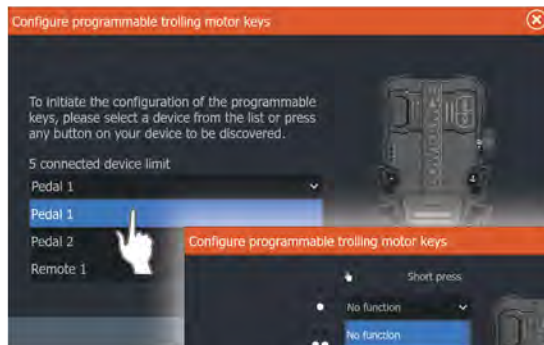 Configure programmable trolling motor keys
To initiate the configuration of the programmable
keys, please select a device from the list or press
any button on your device to be discovered.
5 connected device limit
Pedal 1
Pedal 1
Pedal 2
Remote 1
LOWRANCE
Configure programmable trolling motor keys
Short press
No function
No function